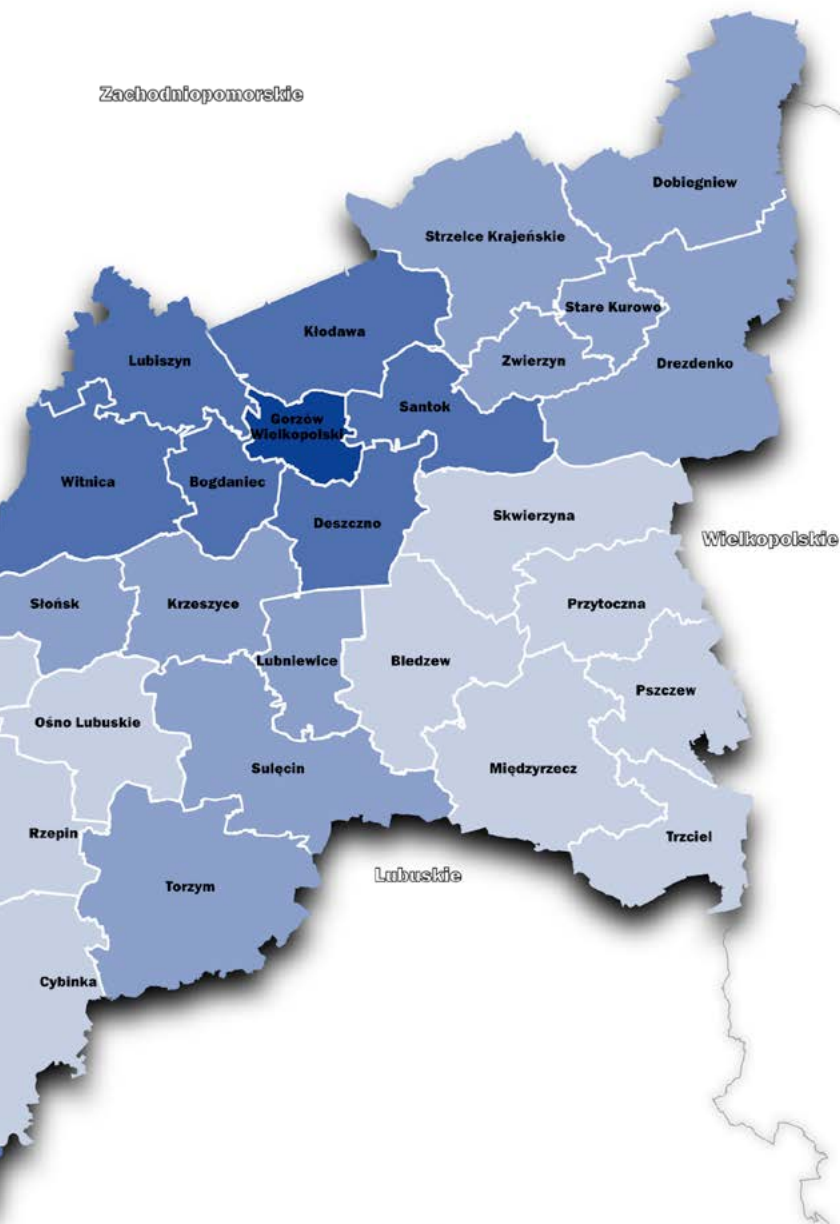 Zachodniopomorskie
Dobiegniew
Strzelce Krajeńskie
Stare Kurowo
Kłodawa
Lubiszyn
Zwierzyn
Drezdenko
Santok
Gorzów
Wielkopolski
Witnica
Bogdaniec
Deszczno
Skwierzyna
Wielkopolskie
Słońsk
Krzeszyce
Przytoczna
Lubniewice
Bledzew
Pszczew
Ośno Lubuskie
Sulęcin
Międzyrzecz
Rzepin
Trzciel
Lubuskie
Torzym
Cybinka